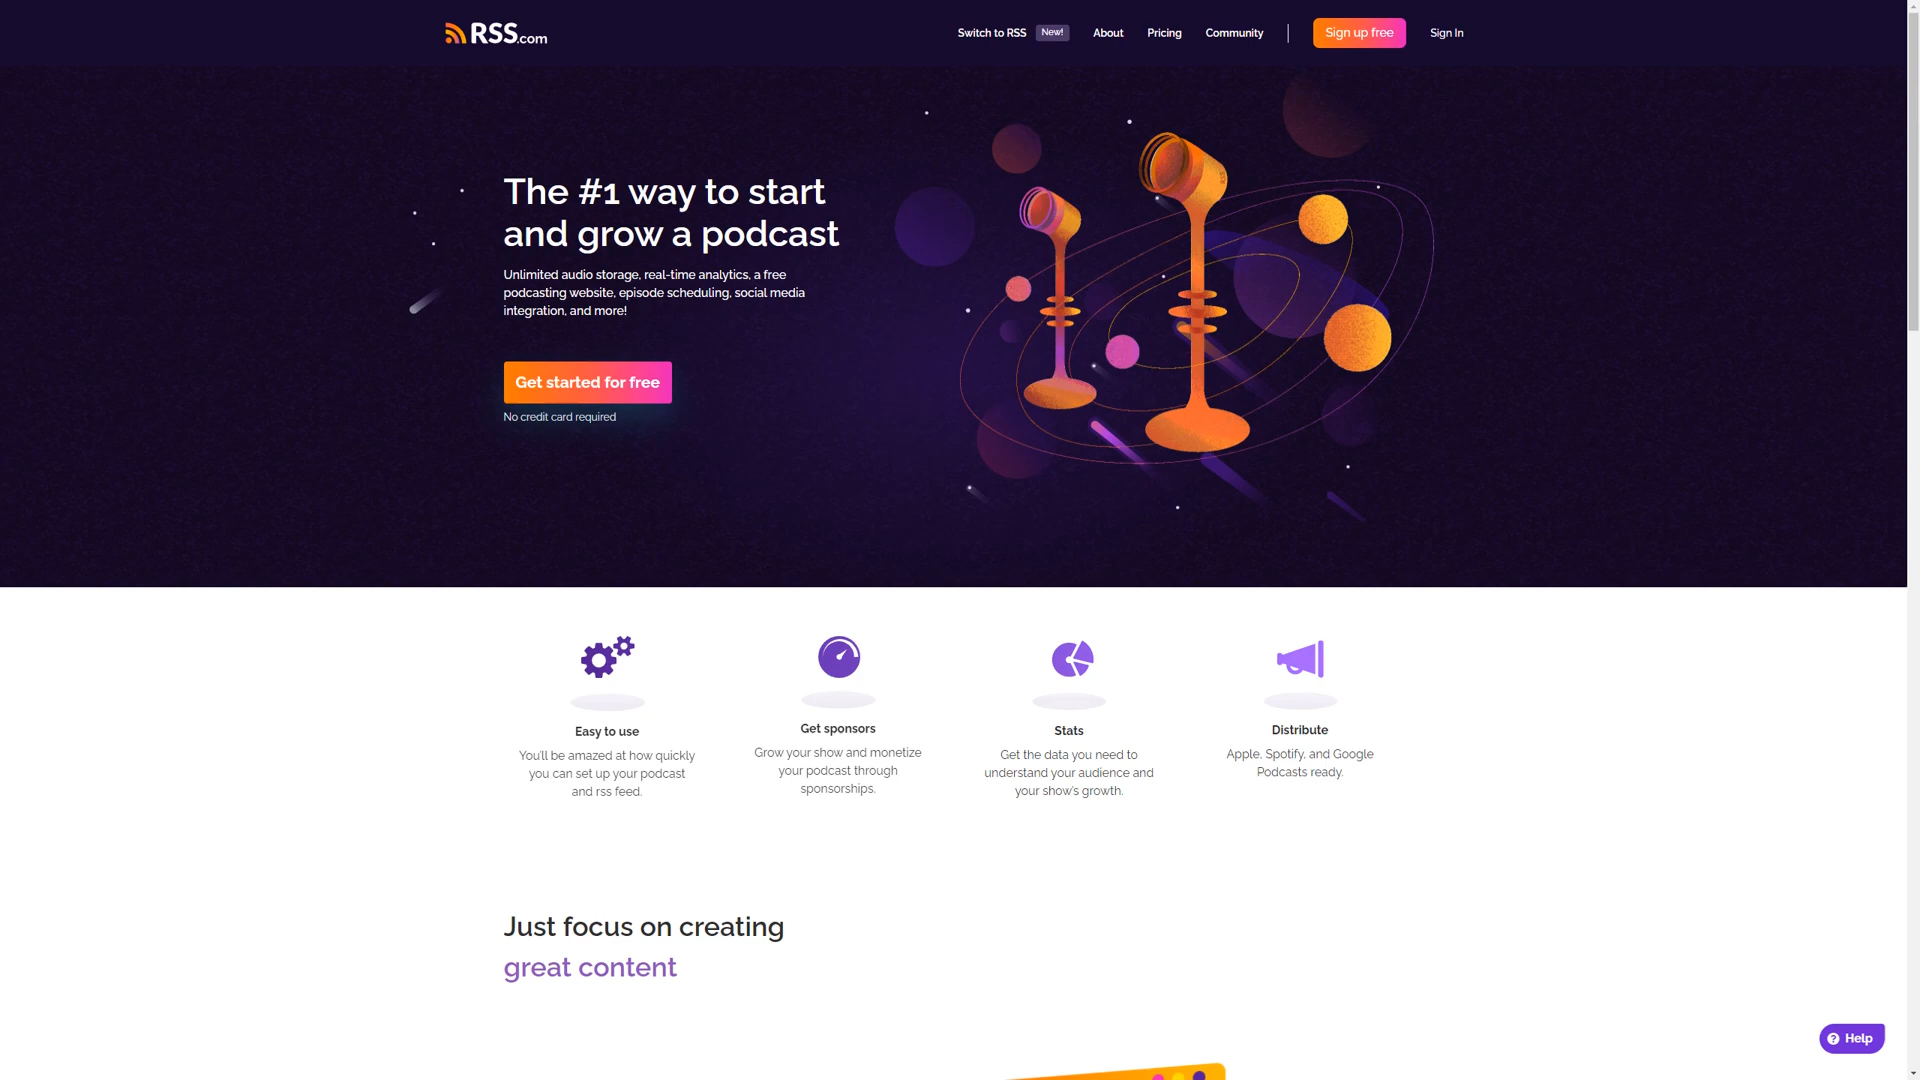 RSS.com
Switch to RSS New! About Pricing Community Sign up free Sign In
The #1 way to start
and grow a podcast
Unlimited audio storage, real-time analytics, a free
podcasting website, episode scheduling, social media
integration, and more!
Get started for free
No credit card required
Easy to use
You'll be amazed at how quickly
you can set up your podcast
and rss feed.
Get sponsors
Grow your show and monetize
your podcast through
sponsorships.
Stats
Get the data you need to
understand your audience and
your show's growth.
Distribute
Apple, Spotify, and Google
Podcasts ready.
Just focus on creating
great content
Help